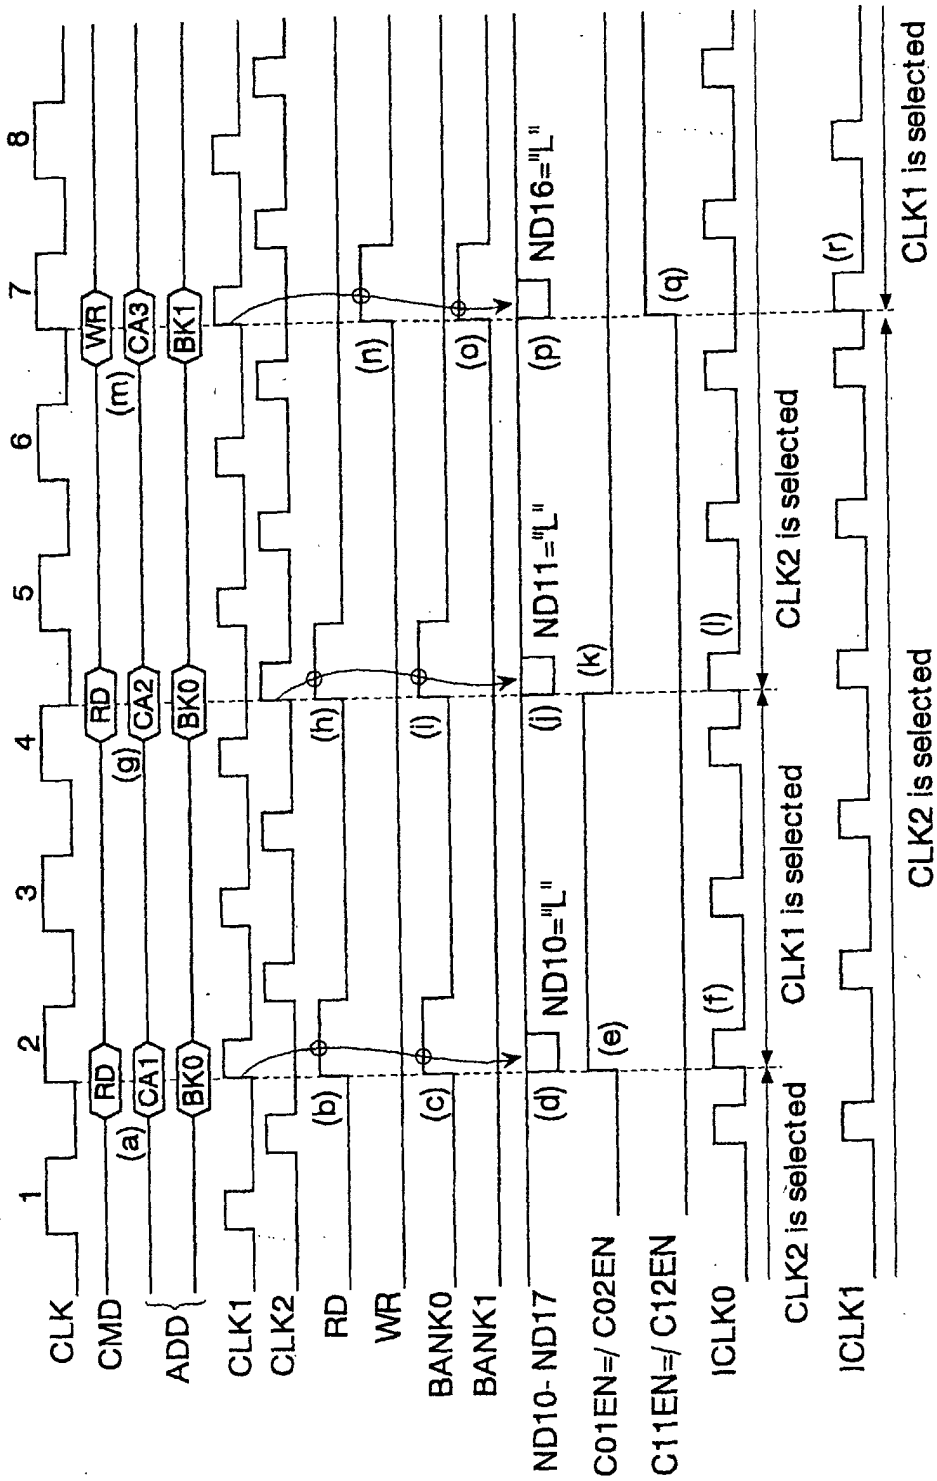 1 2 3 4 5 6 7 8
CLK
CMD RD RD WR
(a) (g) (m)
ADD CA1 CA2 CA3
BK0 BK0 BK1
CLK1
CLK2
RD (b) (h)
WR (n)
BANK0 (c) (i)
BANK1 (o)
ND10- ND17 (d) ND10="L" (j) ND11="L" (p) ND16="L"
C01EN=/ C02EN (e) (k)
C11EN=/ C12EN (q)
ICLK0 (f) (l)
CLK2 is selected CLK1 is selected CLK2 is selected
ICLK1 (r)
CLK2 is selected CLK1 is selected